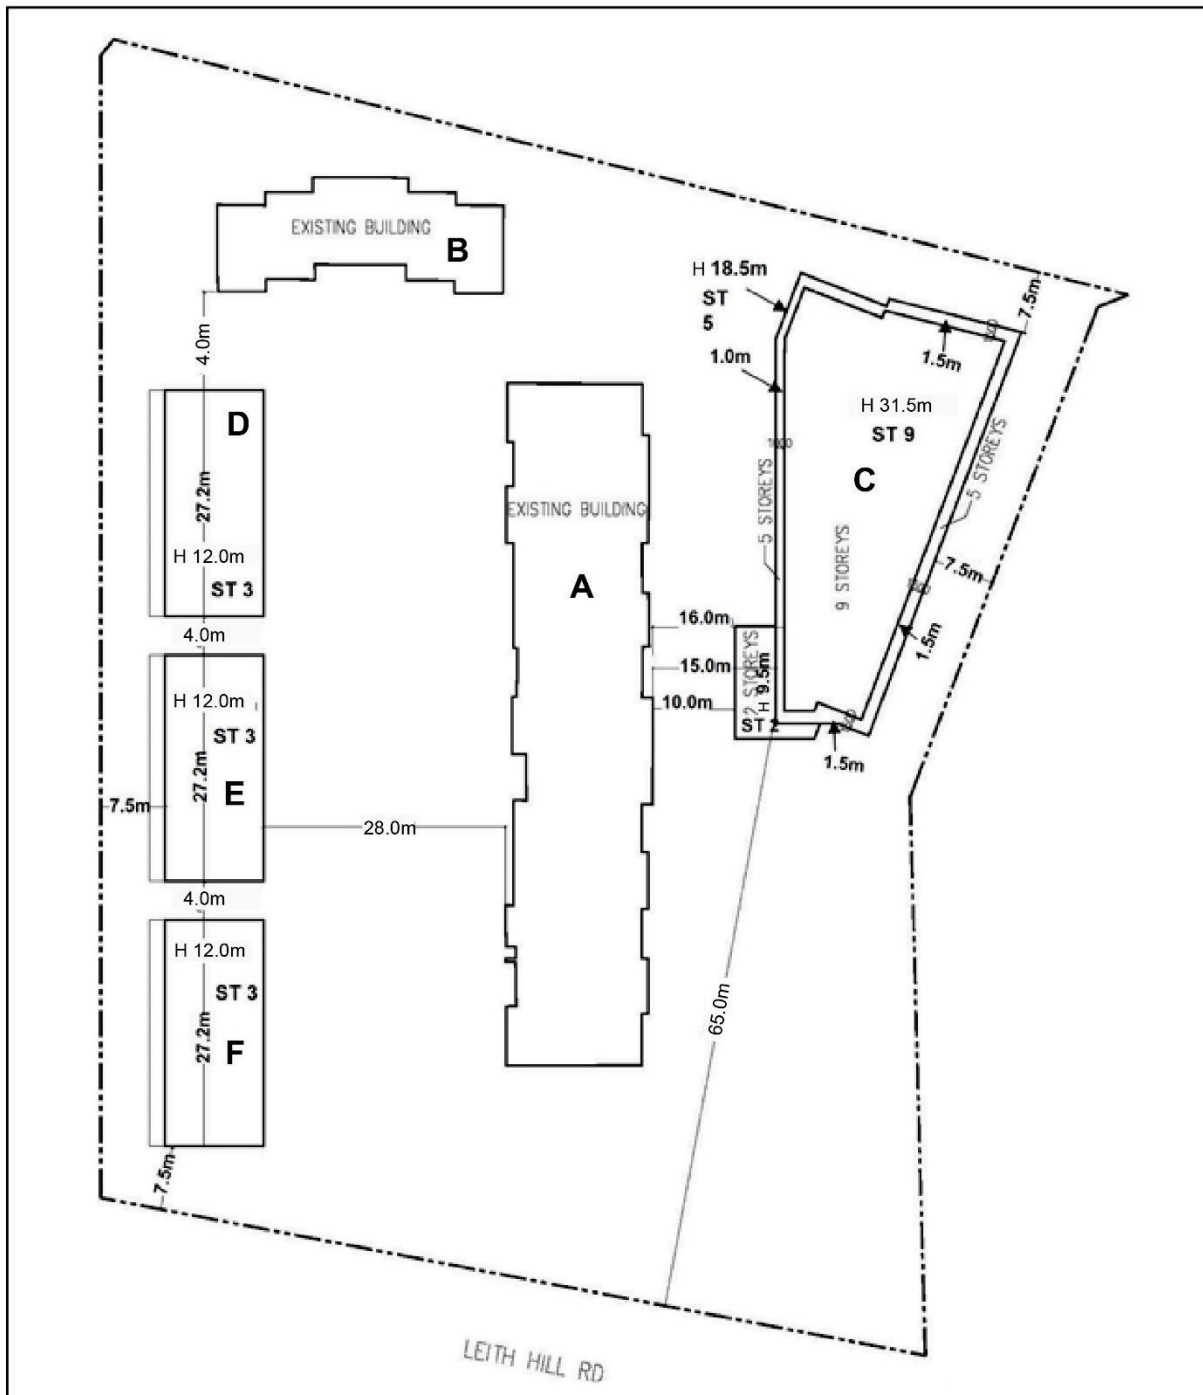 EXISTING BUILDING
B
4.0m
H 18.5m
ST
5
7.5m
1000
1.5m
1.0m
D
H 31.5m
ST 9
1000
5 STOREYS
C
5 STOREYS
27.2m
EXISTING BUILDING
H 12.0m
ST 3
A
9 STOREYS
7.5m
4.0m
16.0m
1.5m
2 STOREYS
H 9.5m
15.0m
10.0m
ST 2
1.5m
H 12.0m
ST 3
27.2m
E
7.5m
28.0m
4.0m
H 12.0m
ST 3
27.2m
F
65.0m
7.5m
LEITH HILL RD